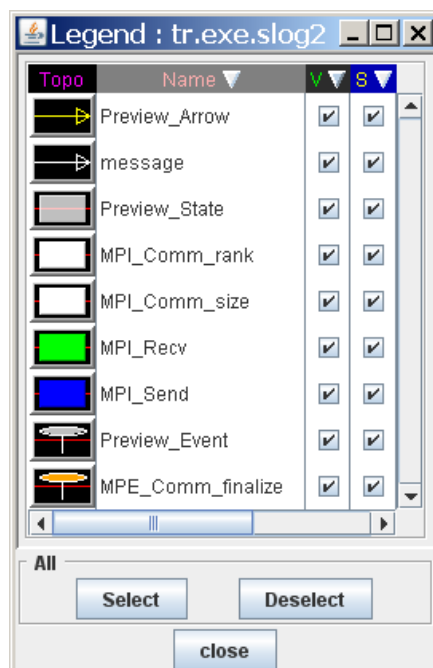 Legend : tr.exe.slog2
Topo Name V S
Preview_Arrow
message
Preview_State
MPI_Comm_rank
MPI_Comm_size
MPI_Recv
MPI_Send
Preview_Event
MPE_Comm_finalize
All
Select Deselect
close